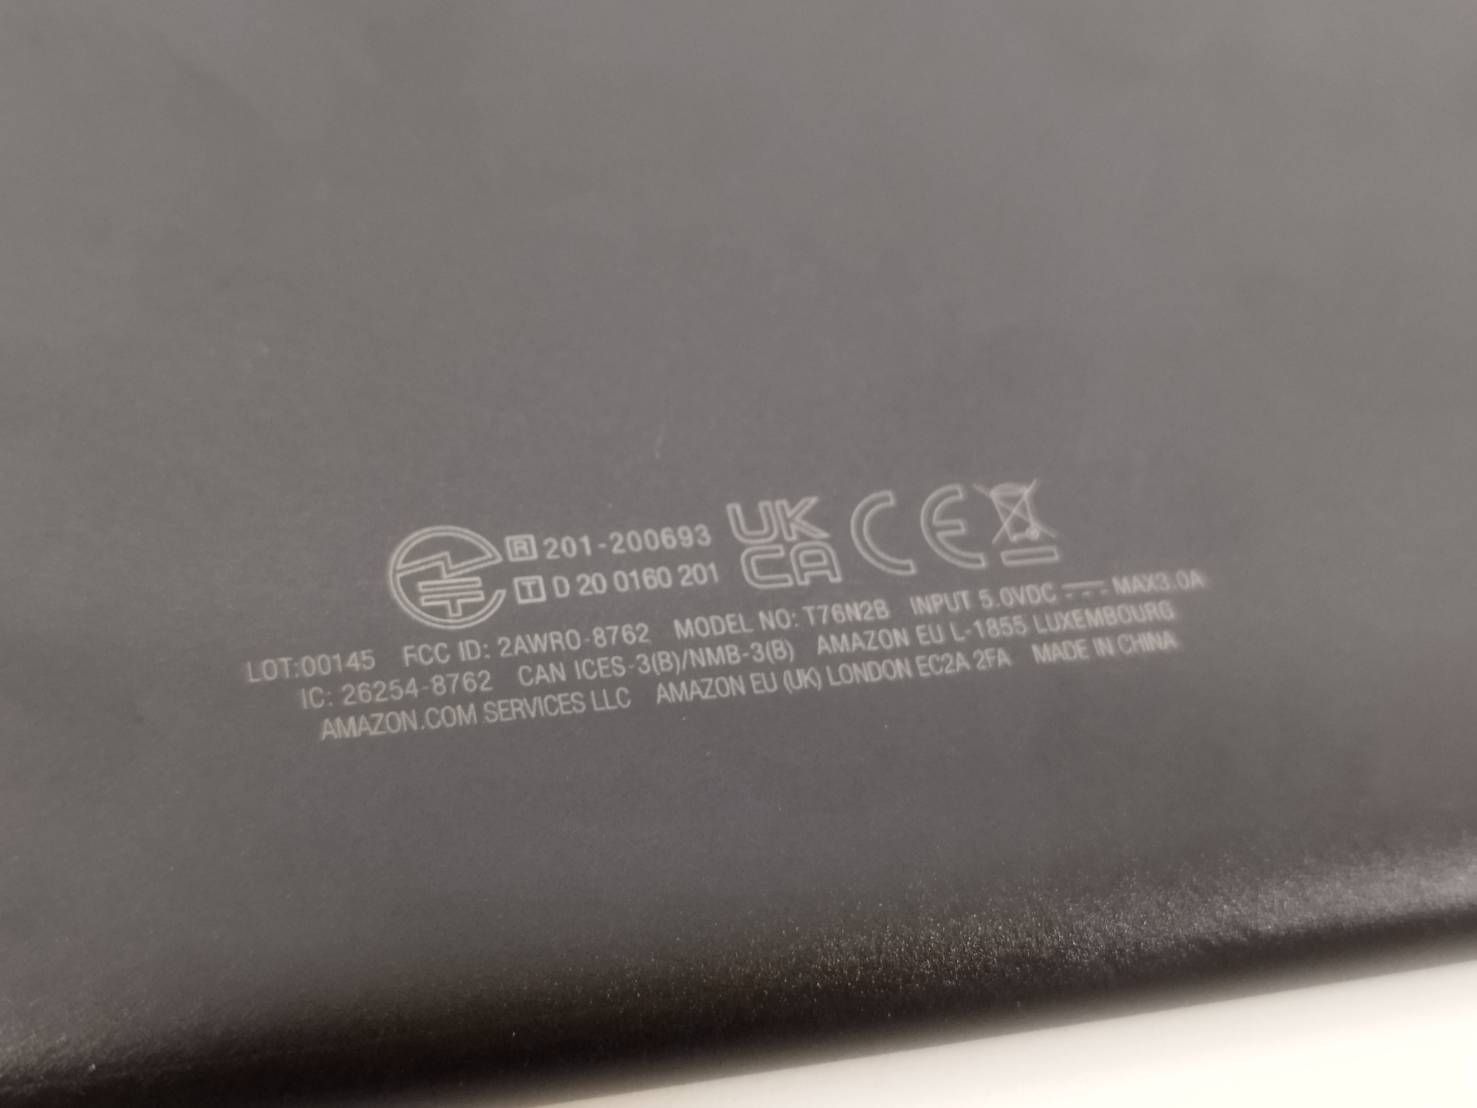 R 201-200693
T D 20 0160 201
UK
CA
CE
LOT:00145 FCC ID: 2AWRO-8762 MODEL NO: T76N2B INPUT 5.0VDC MAX3.0A
IC: 26254-8762 CAN ICES-3(B)/NMB-3(B) AMAZON EU L-1855 LUXEMBOURG
AMAZON.COM SERVICES LLC AMAZON EU (UK) LONDON EC2A 2FA MADE IN CHINA